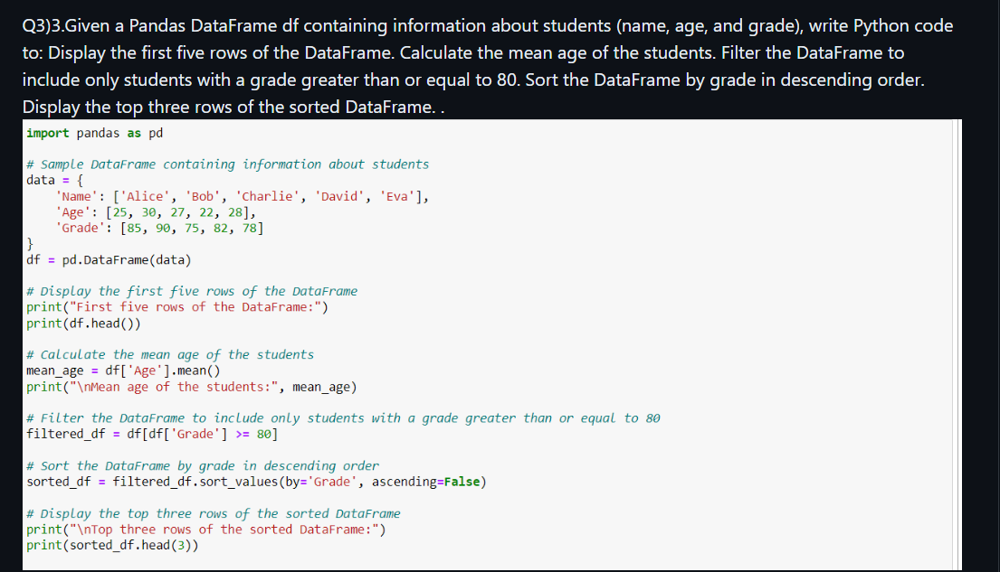 Q3)3.Given a Pandas DataFrame df containing information about students (name, age, and grade), write Python code
to: Display the first five rows of the DataFrame. Calculate the mean age of the students. Filter the DataFrame to
include only students with a grade greater than or equal to 80. Sort the DataFrame by grade in descending order.
Display the top three rows of the sorted DataFrame. .
import pandas as pd
# Sample DataFrame containing information about students
data = {
    'Name': ['Alice', 'Bob', 'Charlie', 'David', 'Eva'],
    'Age': [25, 30, 27, 22, 28],
    'Grade': [85, 90, 75, 82, 78]
}
df = pd.DataFrame(data)
# Display the first five rows of the DataFrame
print("First five rows of the DataFrame:")
print(df.head())
# Calculate the mean age of the students
mean_age = df['Age'].mean()
print("\nMean age of the students:", mean_age)
# Filter the DataFrame to include only students with a grade greater than or equal to 80
filtered_df = df[df['Grade'] >= 80]
# Sort the DataFrame by grade in descending order
sorted_df = filtered_df.sort_values(by='Grade', ascending=False)
# Display the top three rows of the sorted DataFrame
print("\nTop three rows of the sorted DataFrame:")
print(sorted_df.head(3))